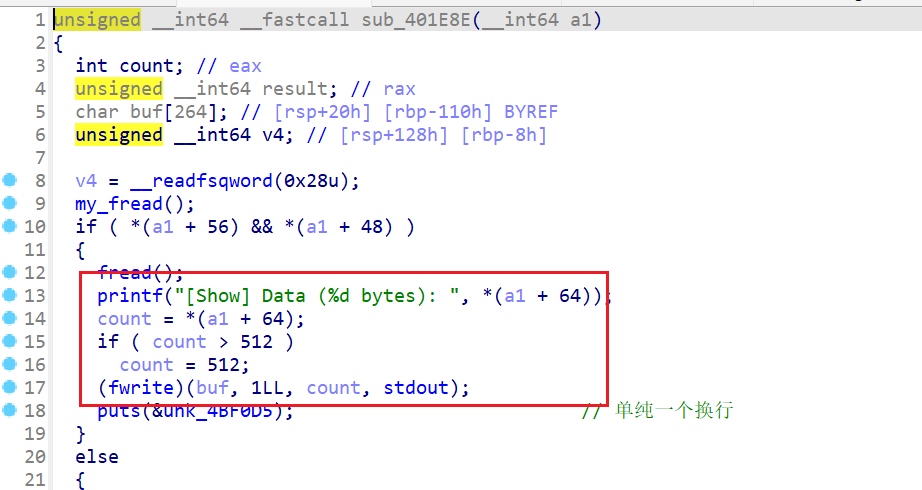 1 unsigned __int64 __fastcall sub_401E8E(__int64 a1)
2 {
3 int count; // eax
4 unsigned __int64 result; // rax
5 char buf[264]; // [rsp+20h] [rbp-110h] BYREF
6 unsigned __int64 v4; // [rsp+128h] [rbp-8h]
7
8 v4 = __readfsqword(0x28u);
9 my_fread();
10 if ( *(a1 + 56) && *(a1 + 48) )
11 {
12 fread();
13 printf("[Show] Data (%d bytes): ", *(a1 + 64));
14 count = *(a1 + 64);
15 if ( count > 512 )
16 count = 512;
17 (fwrite)(buf, 1LL, count, stdout);
18 puts(&unk_4BF0D5); // 单纯一个换行
19 }
20 else
21 {